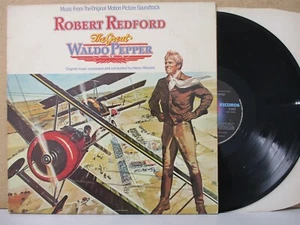 Music From The Original Motion Picture Soundtrack
ROBERT REDFORD
The Great
WALDO PEPPER
Original music composed and conducted by Henry Mancini
RECORDS